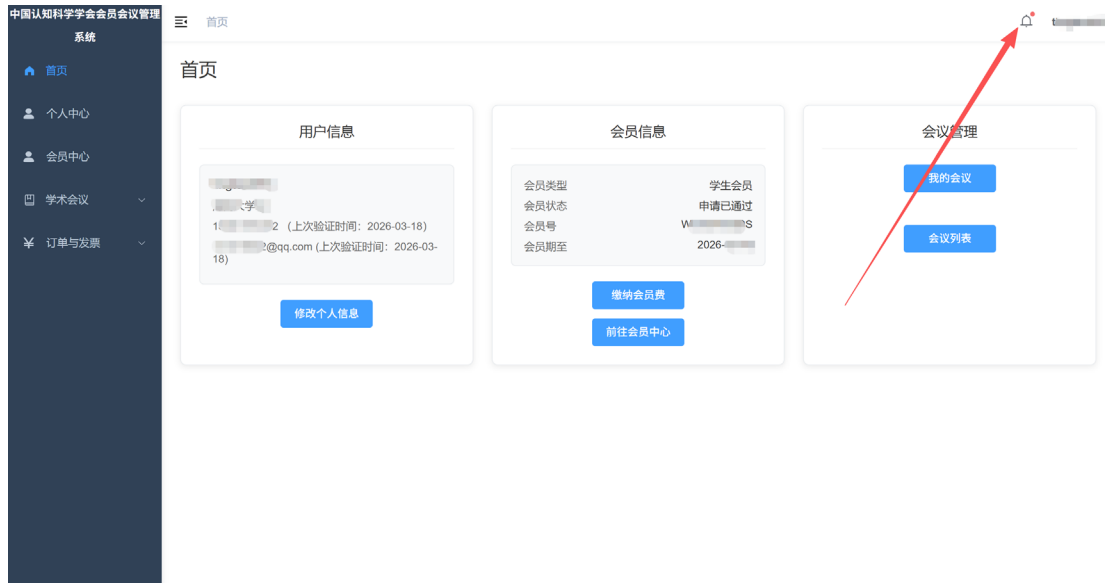 中国认知科学学会会员会议管理
系统
首页
个人中心
会员中心
学术会议
订单与发票
首页
首页
用户信息
大学
1 2 （上次验证时间：2026-03-18）
2@qq.com (上次验证时间：2026-03-
18)
修改个人信息
会员信息
会员类型 学生会员
会员状态 申请已通过
会员号 W S
会员期至 2026-
缴纳会员费
前往会员中心
会议管理
我的会议
会议列表